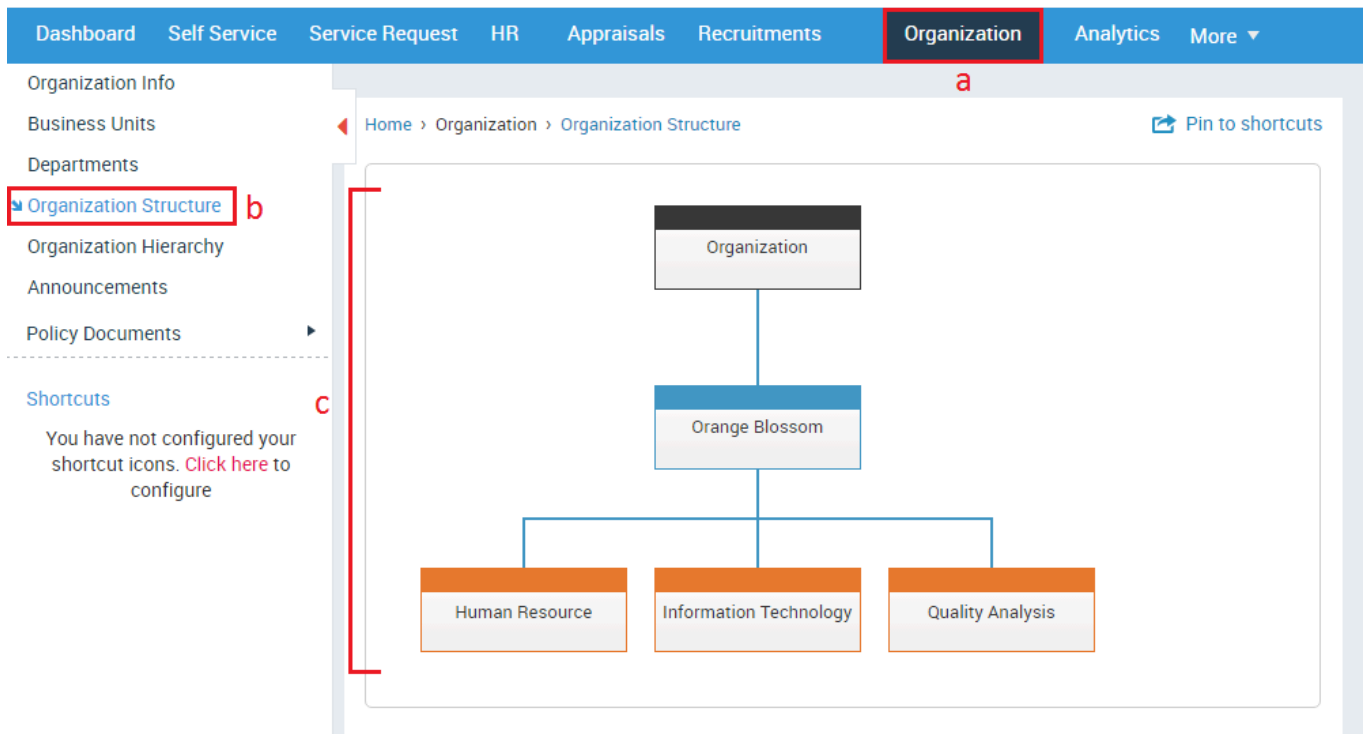 Dashboard Self Service Service Request HR Appraisals Recruitments Organization Analytics More
a
Organization Info
Business Units
Departments
Organization Structure b
Organization Hierarchy
Announcements
Policy Documents
Shortcuts
You have not configured your
shortcut icons. Click here to
configure
c
Home › Organization › Organization Structure
Pin to shortcuts
Organization
Orange Blossom
Human Resource
Information Technology
Quality Analysis